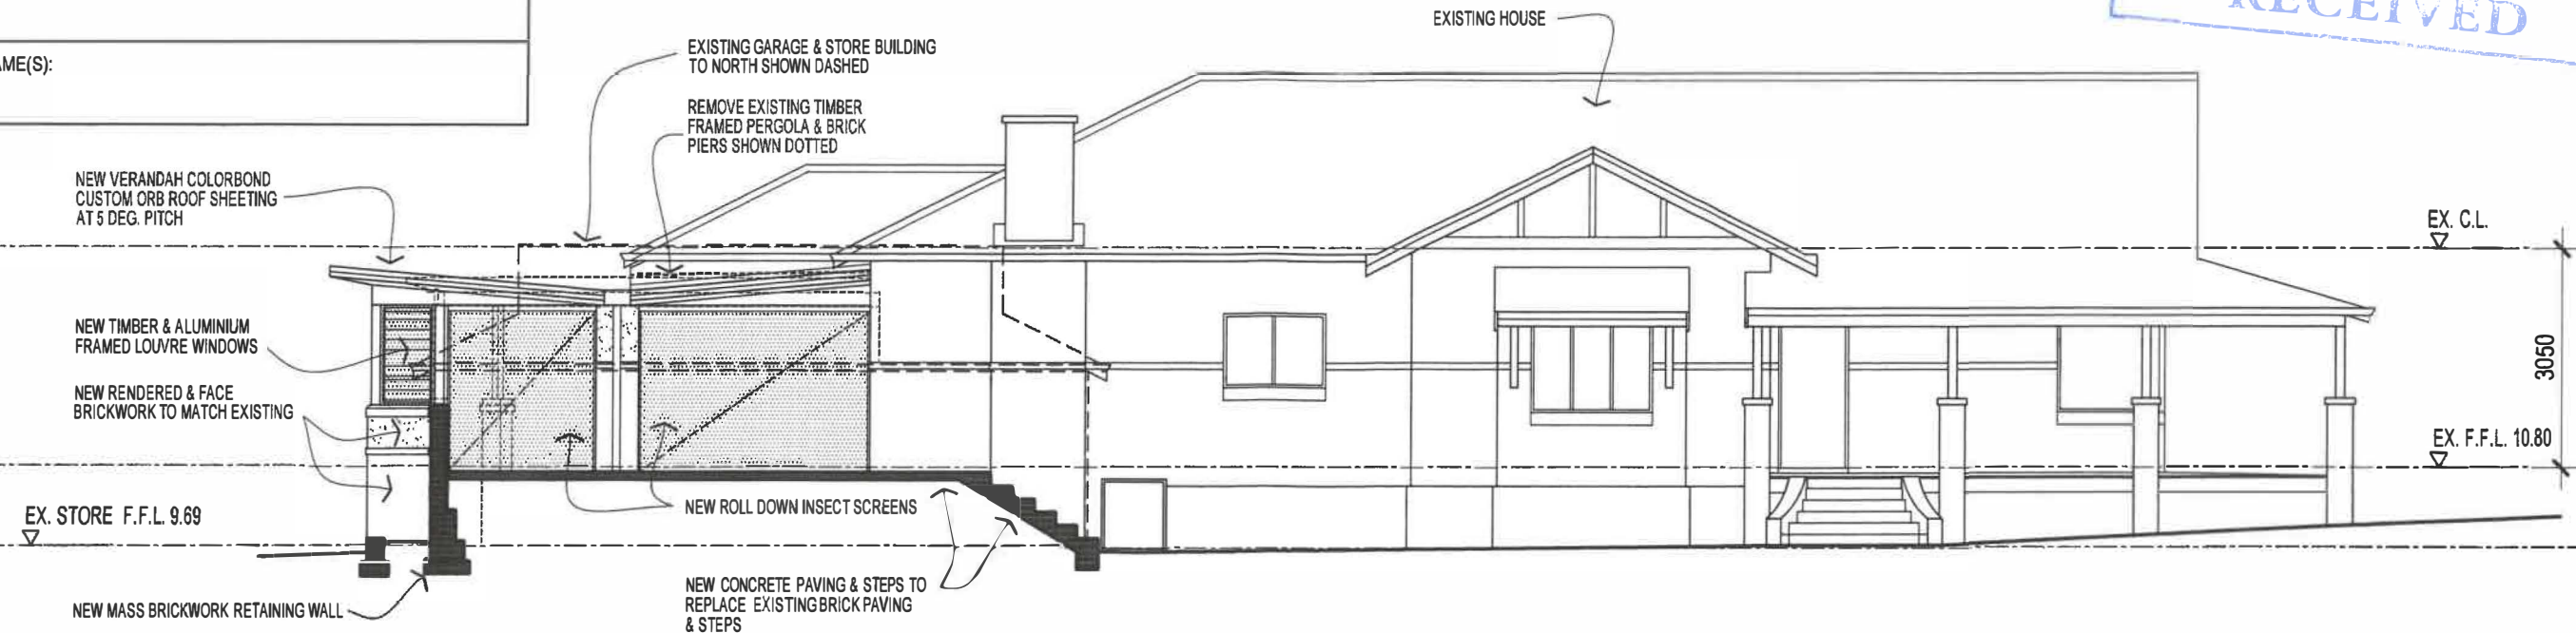 RECEIVED
EXISTING HOUSE
AME(S):
EXISTING GARAGE & STORE BUILDING
TO NORTH SHOWN DASHED
REMOVE EXISTING TIMBER
FRAMED PERGOLA & BRICK
PIERS SHOWN DOTTED
NEW VERANDAH COLORBOND
CUSTOM ORB ROOF SHEETING
AT 5 DEG. PITCH
EX. C.L.
NEW TIMBER & ALUMINIUM
FRAMED LOUVRE WINDOWS
3050
NEW RENDERED & FACE
BRICKWORK TO MATCH EXISTING
EX. F.F.L. 10.80
NEW ROLL DOWN INSECT SCREENS
EX. STORE F.F.L. 9.69
NEW CONCRETE PAVING & STEPS TO
REPLACE EXISTING BRICK PAVING
& STEPS
NEW MASS BRICKWORK RETAINING WALL